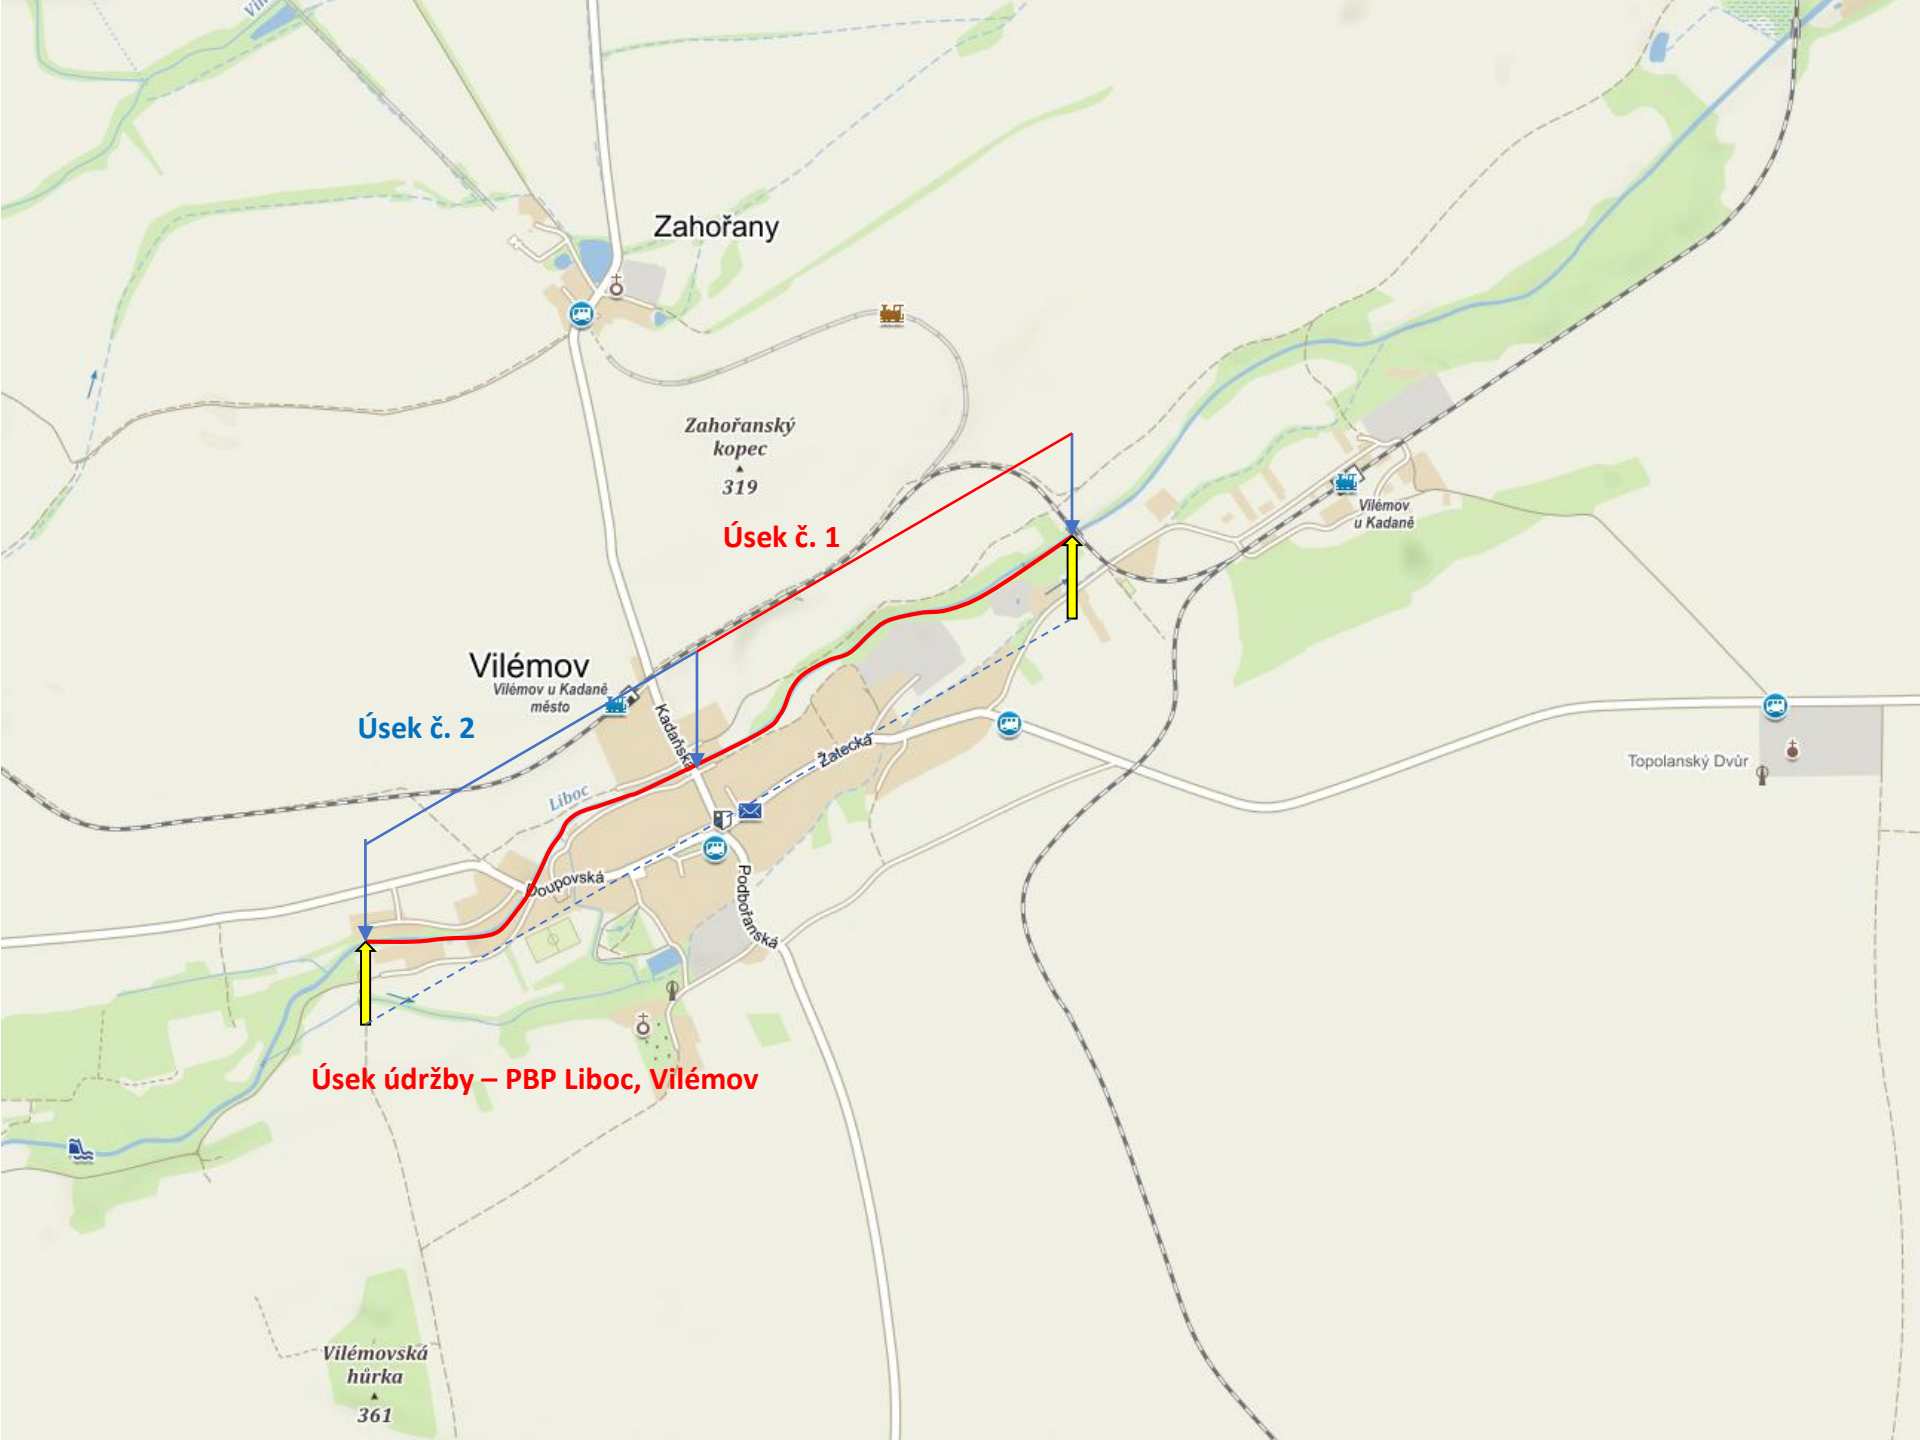 Zahořany
Zahořanský
kopec
319
Úsek č. 1
Vilémov
u Kadaně
Vilémov
Vilémov u Kadaně
město
Úsek č. 2
Kadaňská
Žatecká
Topolanský Dvůr
Liboc
Doupovská
Podbořanská
Úsek údržby – PBP Liboc, Vilémov
Vilémovská
hůrka
361